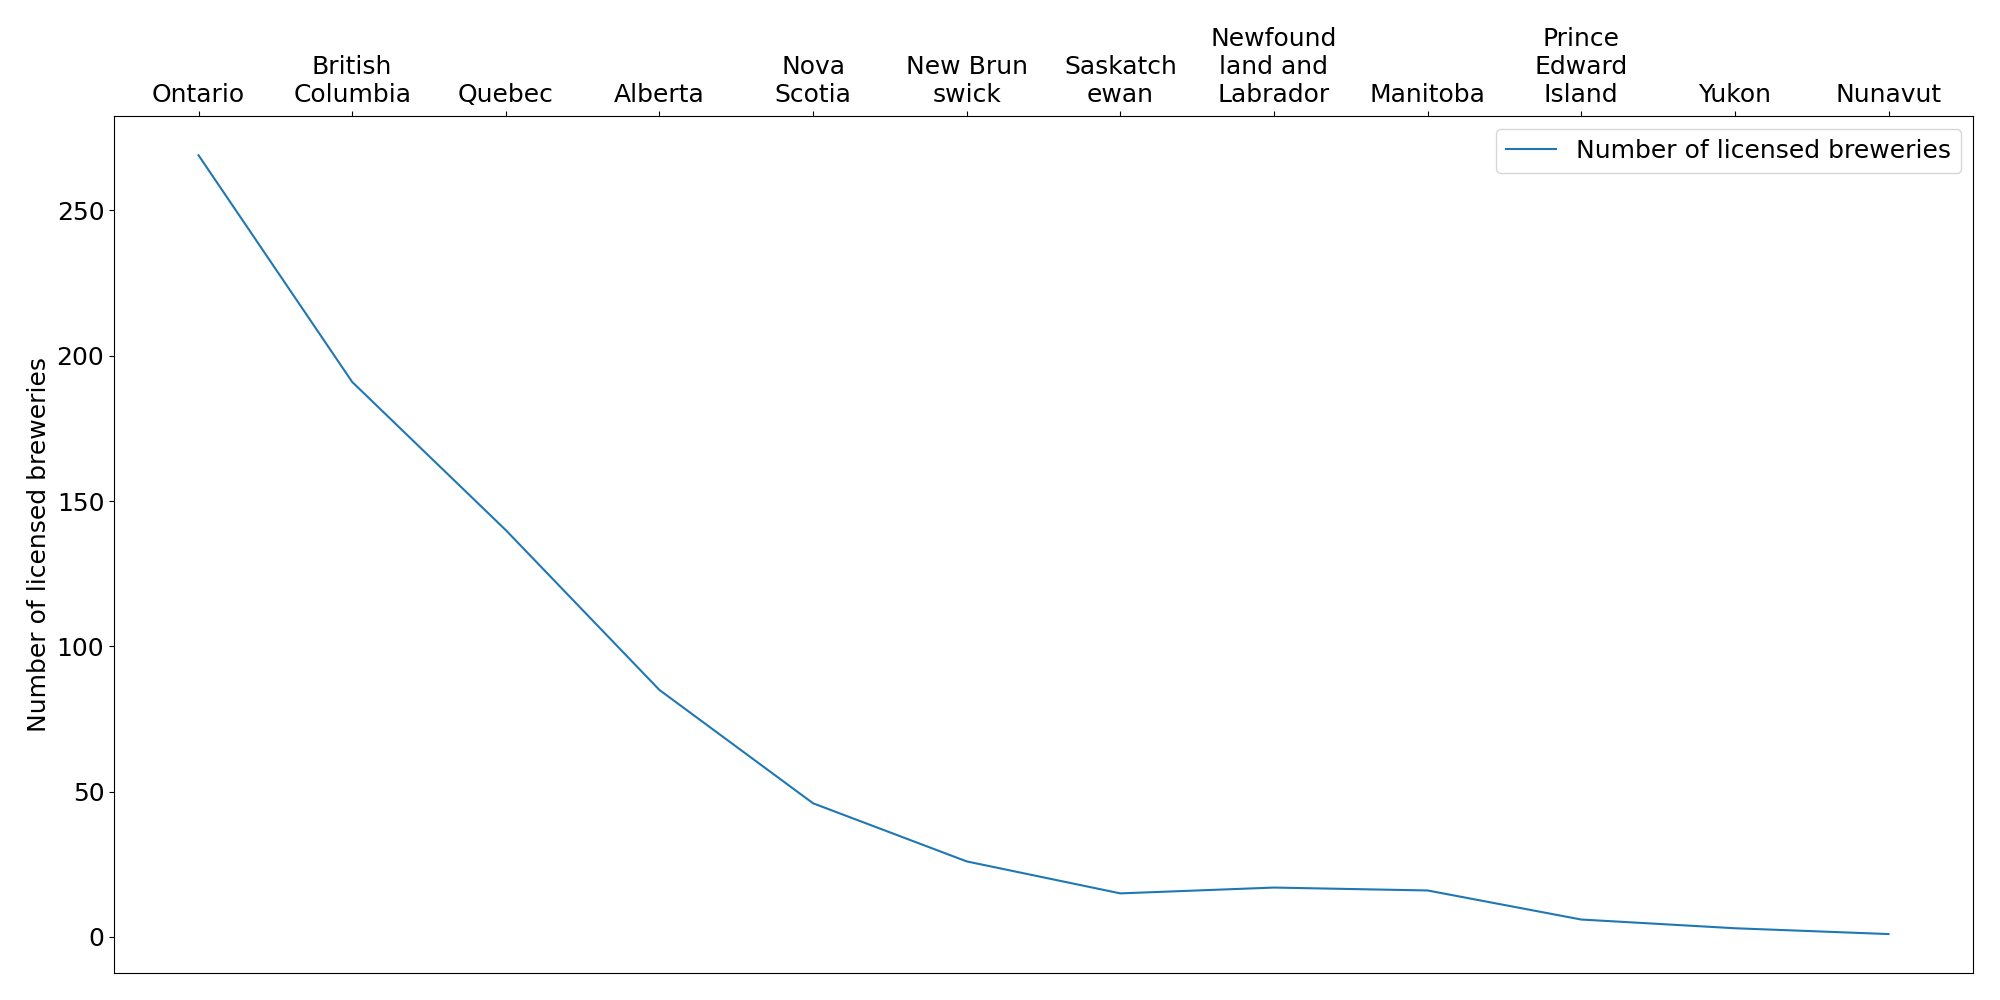 Ontario
British
Columbia
Quebec
Alberta
Nova
Scotia
New Brun
swick
Saskatch
ewan
Newfound
land and
Labrador
Manitoba
Prince
Edward
Island
Yukon
Nunavut
Number of licensed breweries
250
200
150
100
50
0
Number of licensed breweries